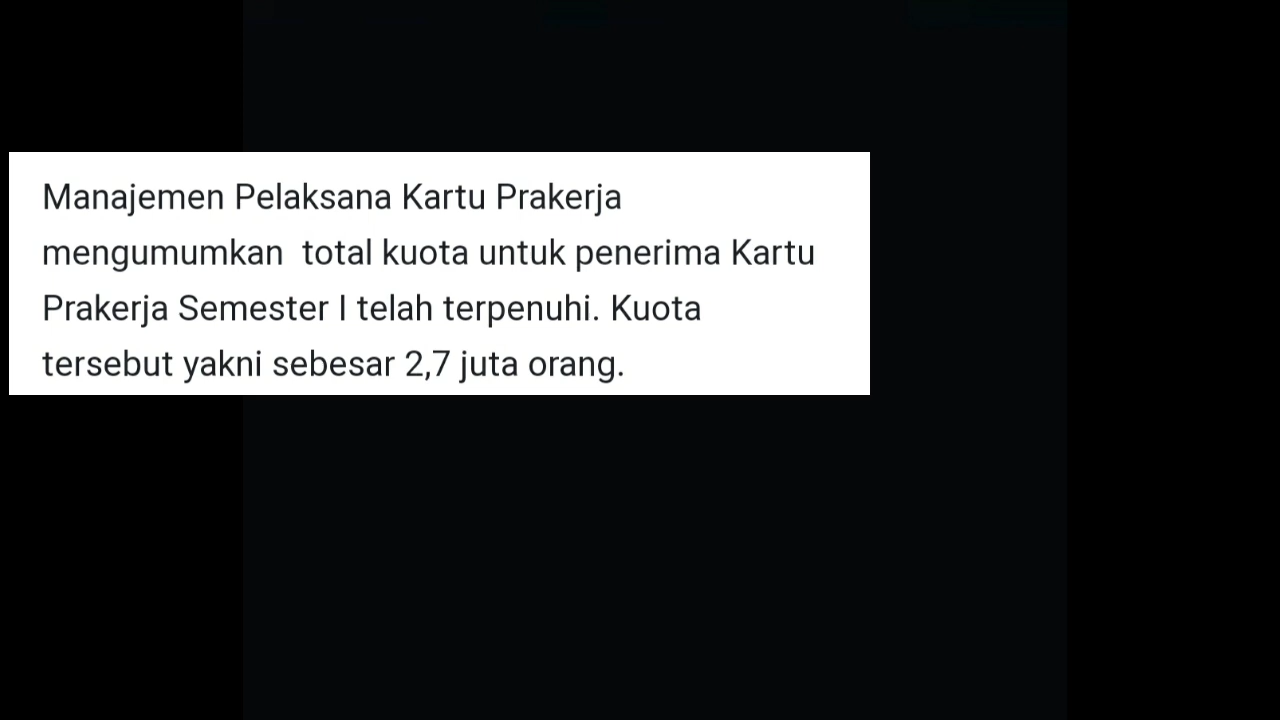 Manajemen Pelaksana Kartu Prakerja
mengumumkan  total kuota untuk penerima Kartu
Prakerja Semester I telah terpenuhi. Kuota
tersebut yakni sebesar 2,7 juta orang.